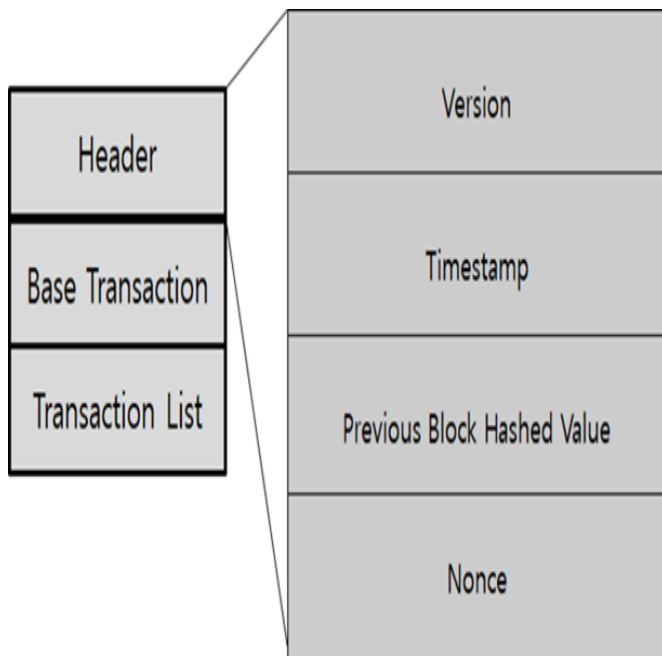 Header
Base Transaction
Transaction List
Version
Timestamp
Previous Block Hashed Value
Nonce